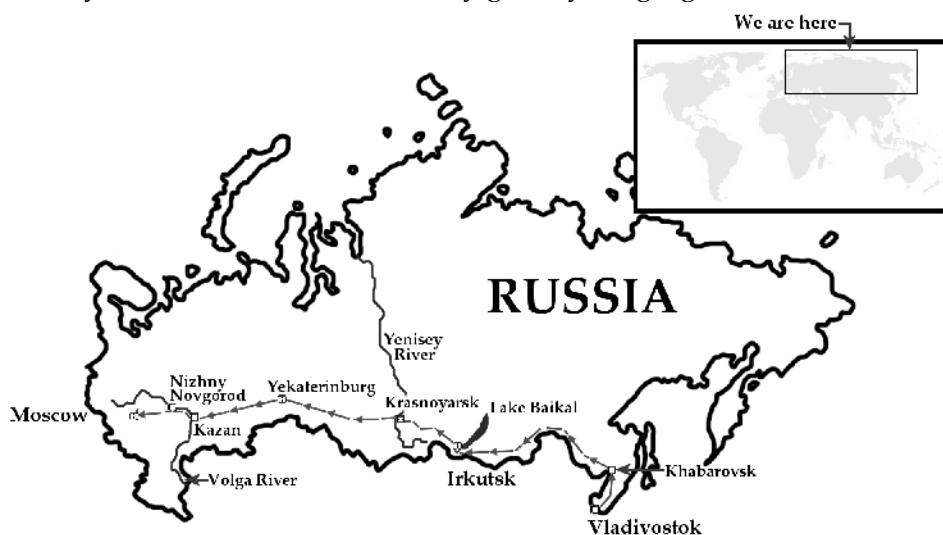 We are here
RUSSIA
Yenisey
River
Nizhny
Novgorod
Yekaterinburg
Krasnoyarsk
Lake Baikal
Moscow
Kazan
Irkutsk
Khabarovsk
Volga River
Vladivostok